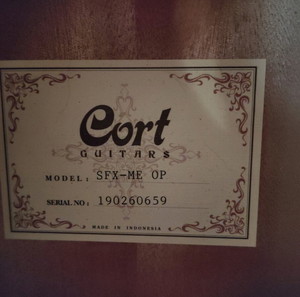 Cort
GUITARS
MODEL: SFX-ME OP
SERIAL NO: 190260659
MADE IN INDONESIA